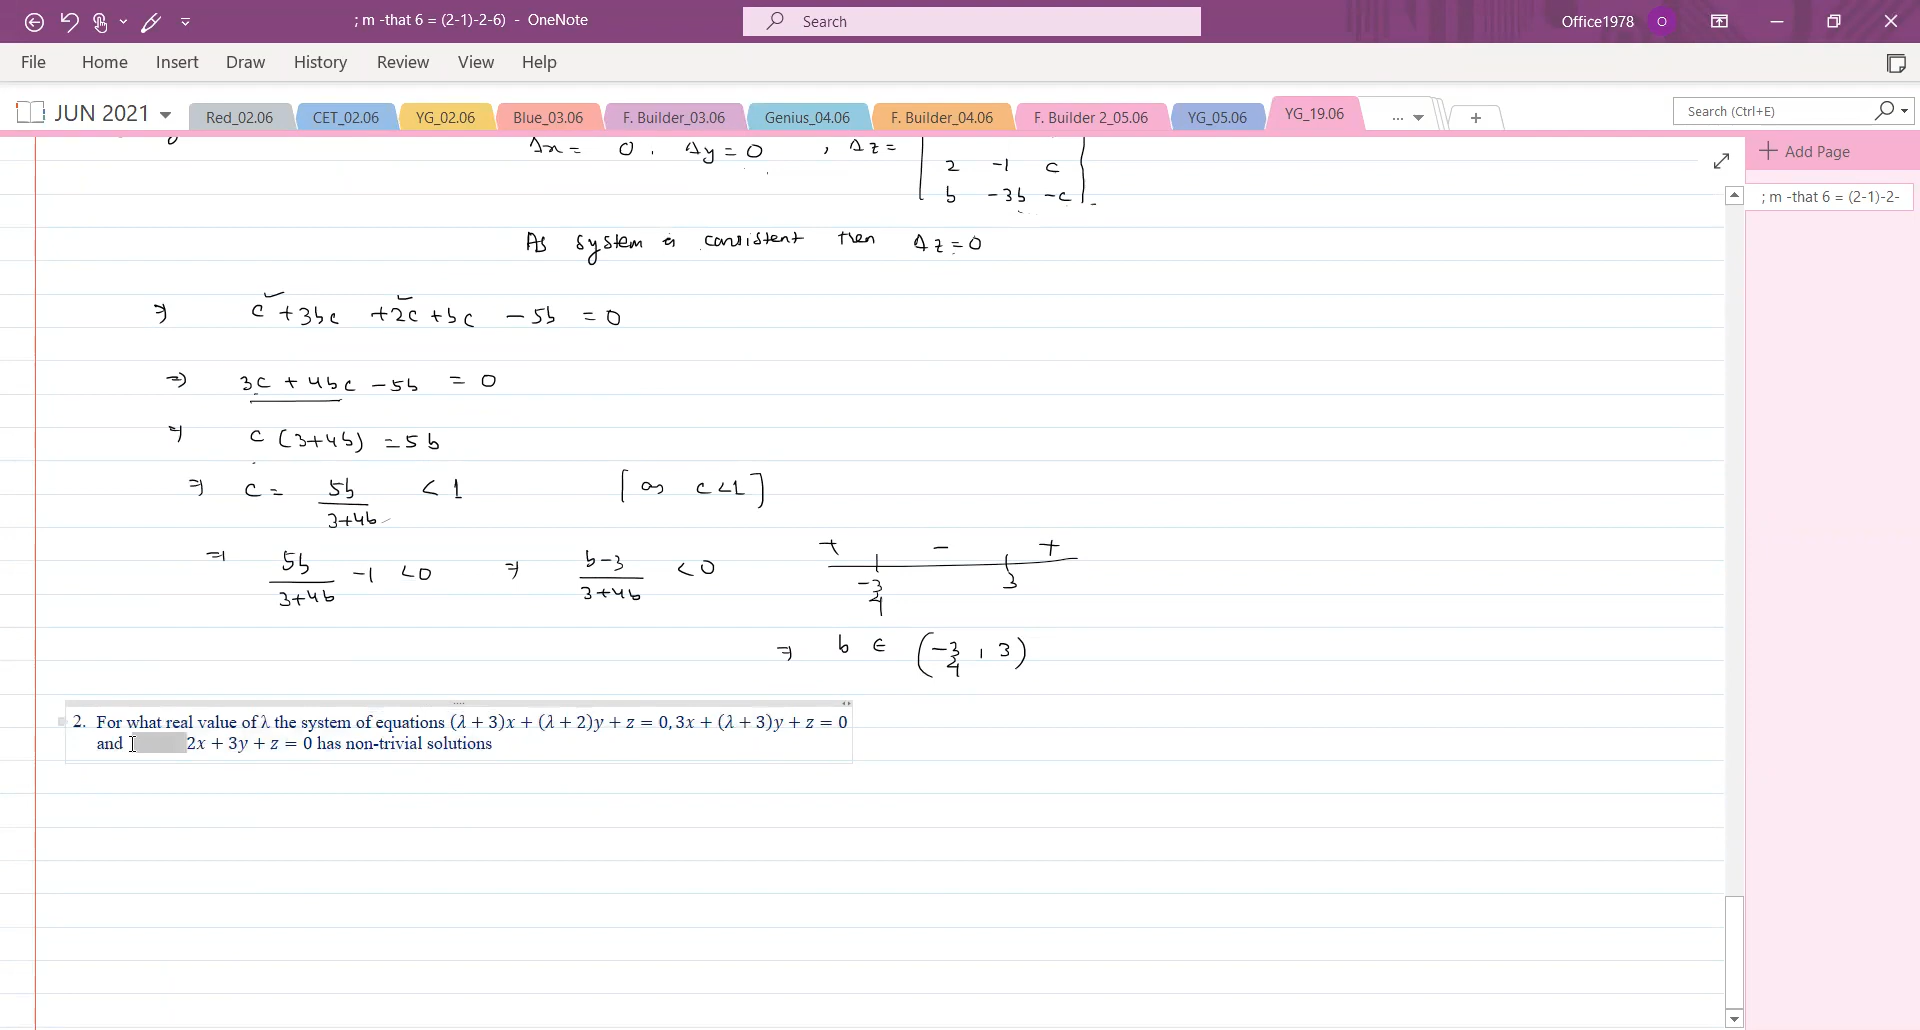 ; m -that 6 = (2-1)-2-6) - OneNote
Search
Office1978
O
File Home Insert Draw History Review View Help
JUN 2021
Red_02.06 CET_02.06 YG_02.06 Blue_03.06 F. Builder_03.06 Genius_04.06 F. Builder_04.06 F. Builder 2_05.06 YG_05.06 YG_19.06 ... +
Search (Ctrl+E)
Add Page
; m -that 6 = (2-1)-2-
Δx = 0 , Δy = 0 , Δz =
2 -1 c
b -3b -c
As system is consistent then Δz = 0
⇒ c + 3bc + 2c + bc - 5b = 0
⇒ 3c + 4bc - 5b = 0
⇒ c (3+4b) = 5b
⇒ c = 5b/(3+4b) < 1 [as c<1]
⇒ 5b/(3+4b) -1 <0 ⇒ (b-3)/(3+4b) <0
+ - +
-3/4 3
⇒ b ∈ (-3/4, 3)
2. For what real value of λ the system of equations (λ + 3)x + (λ + 2)y + z = 0, 3x + (λ + 3)y + z = 0
and 2x + 3y + z = 0 has non-trivial solutions